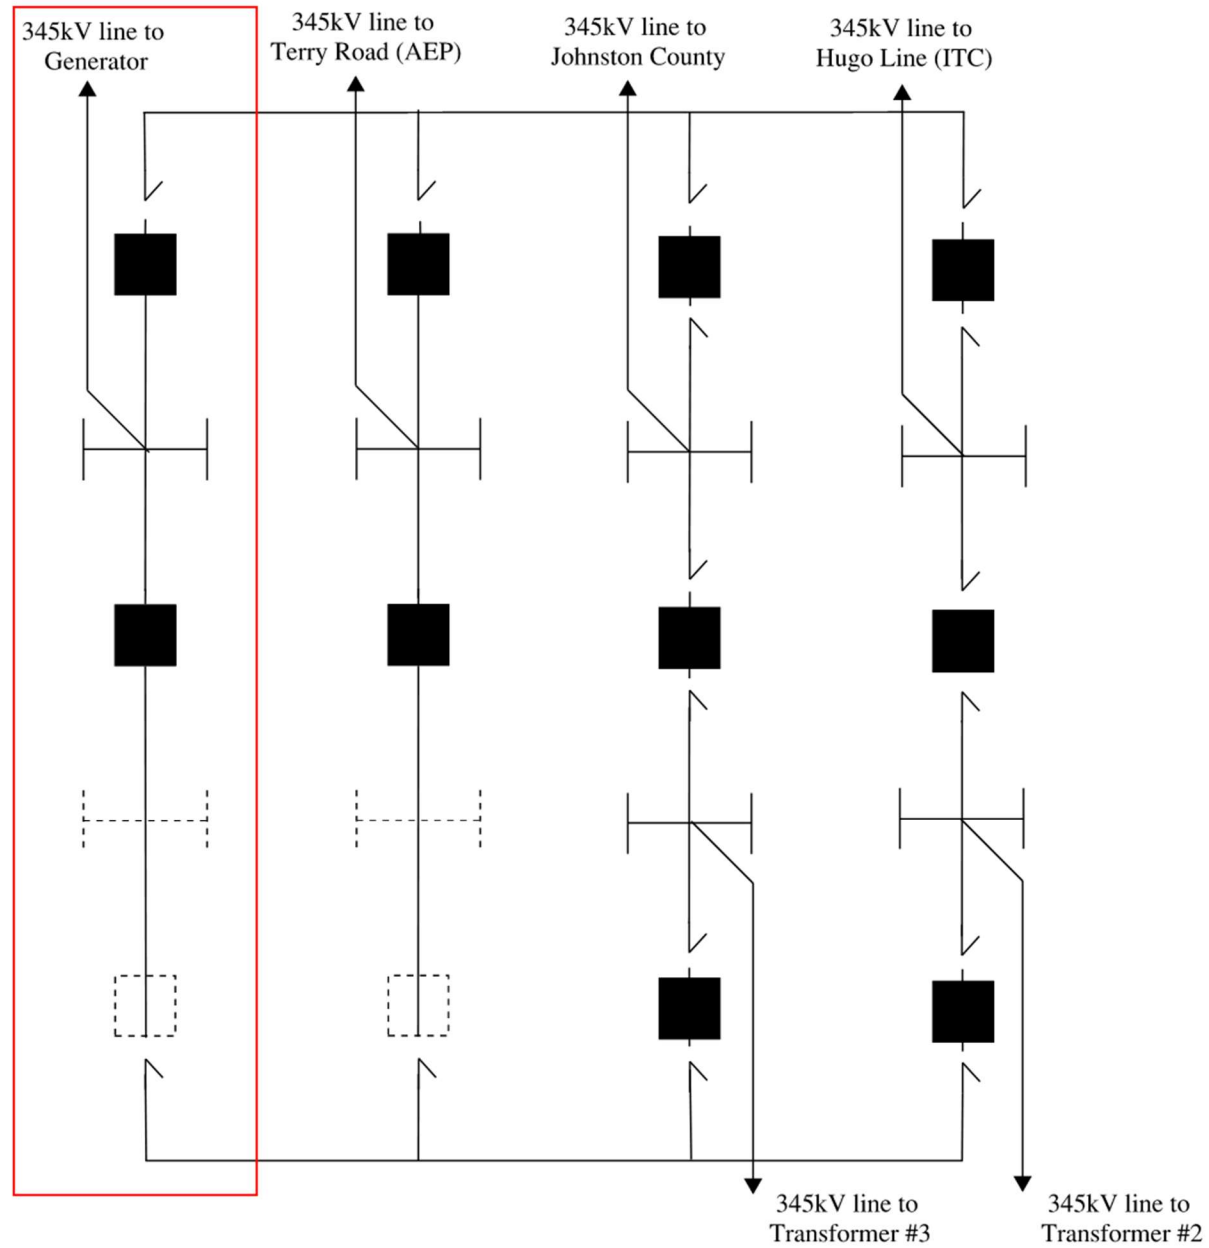 345kV line to
Generator
345kV line to
Terry Road (AEP)
345kV line to
Johnston County
345kV line to
Hugo Line (ITC)
345kV line to
Transformer #3
345kV line to
Transformer #2